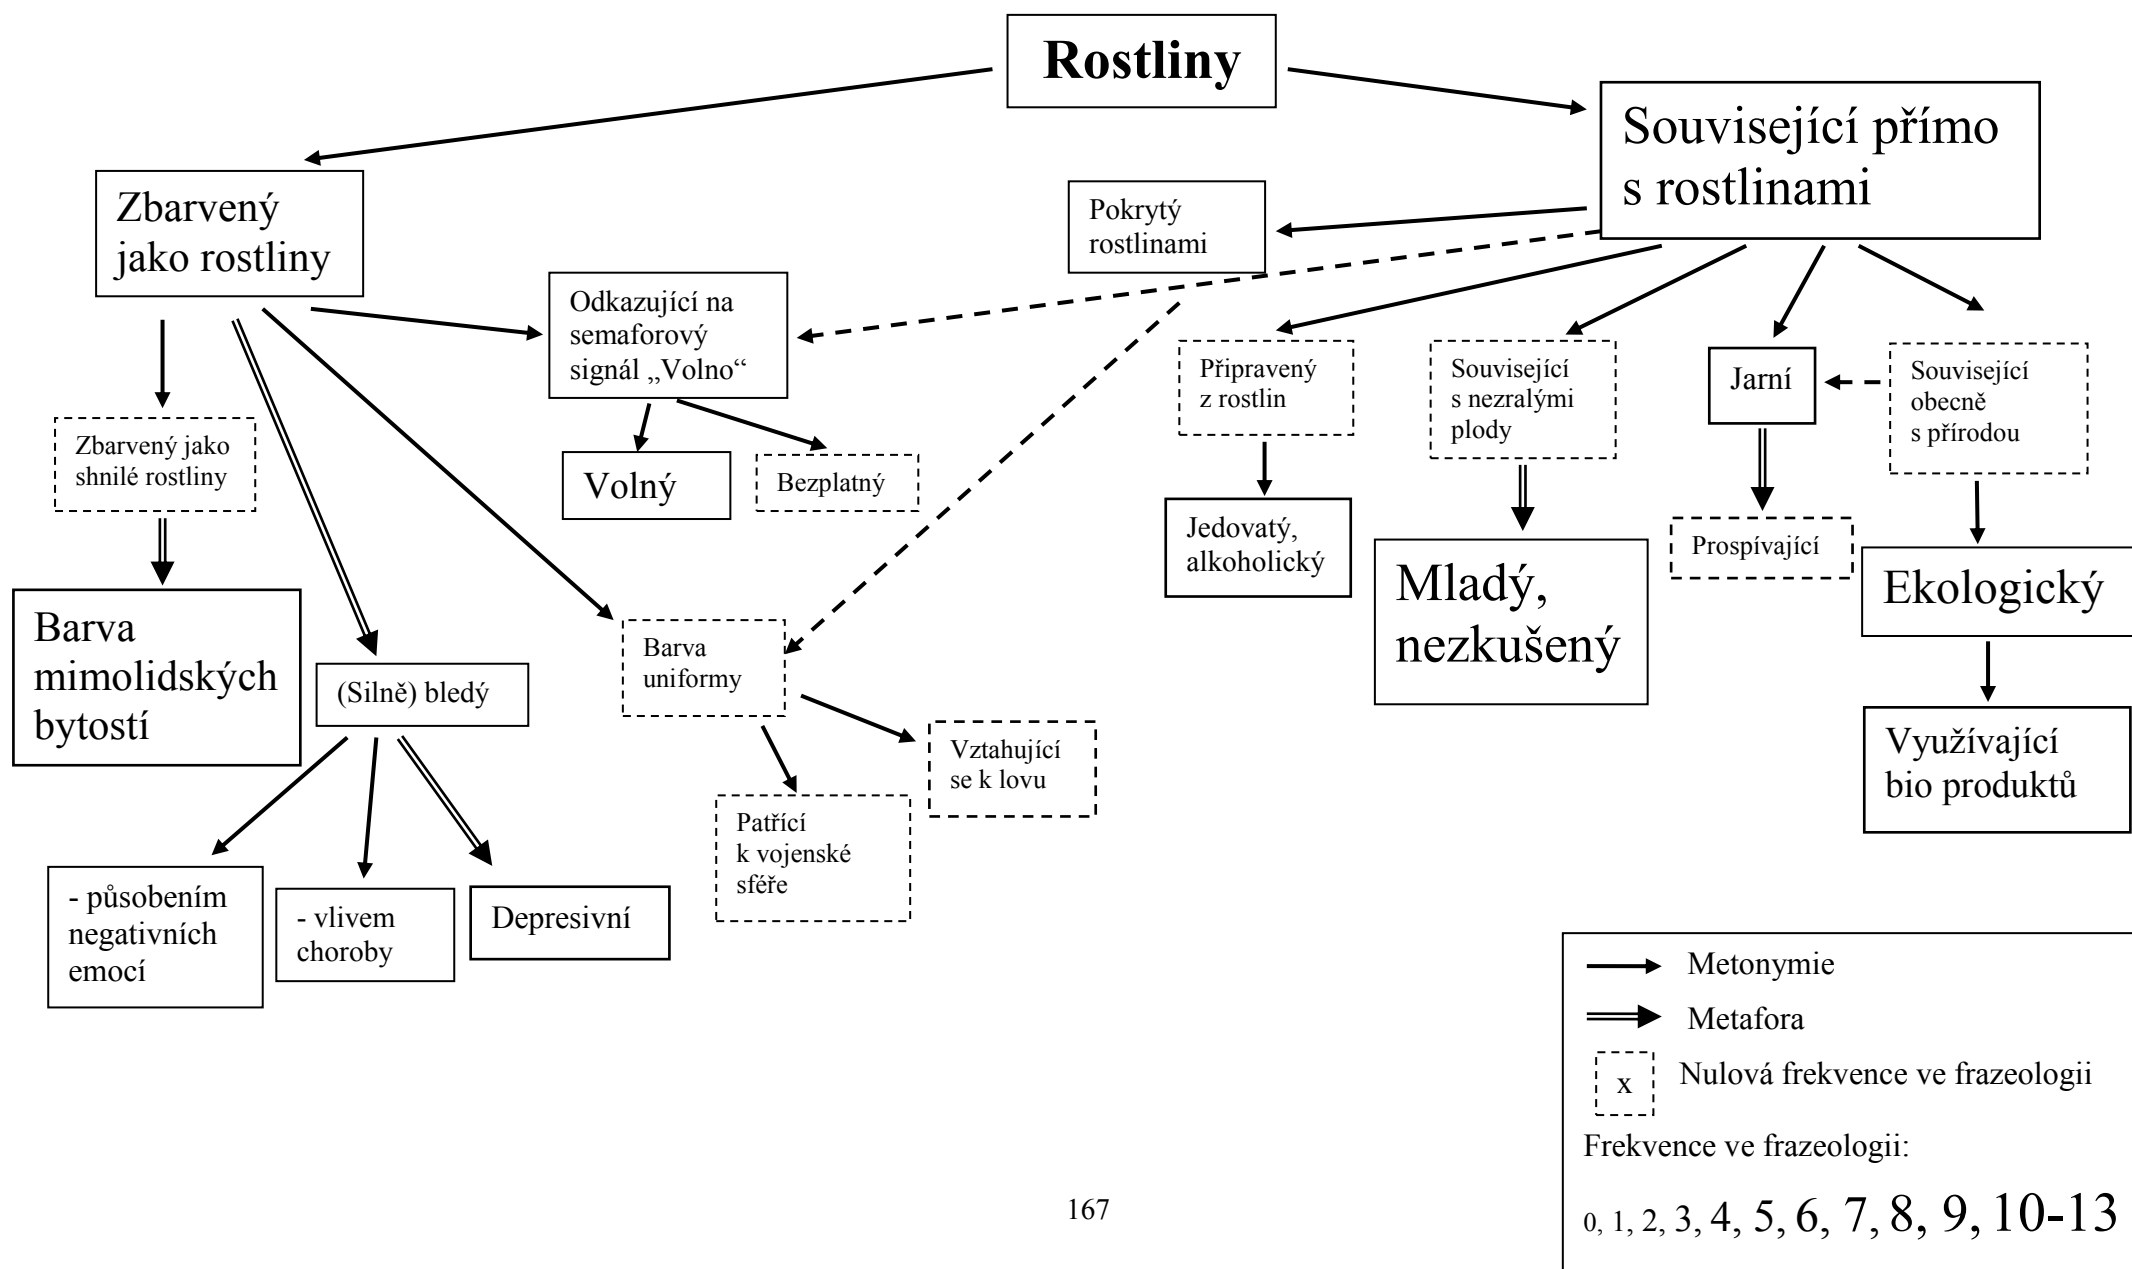 Rostliny
Související přímo
s rostlinami
Zbarvený
jako rostliny
Pokrytý
rostlinami
Odkazující na
semaforový
signál „Volno“
Připravený
z rostlin
Související
s nezralými
plody
Jarní
Související
obecně
s přírodou
Zbarvený jako
shnilé rostliny
Volný
Bezplatný
Jedovatý,
alkoholický
Mladý,
nezkušený
Prospívající
Ekologický
Barva
mimolidských
bytostí
(Silně) bledý
Barva
uniformy
Vztahující
se k lovu
Využívající
bio produktů
Patřící
k vojenské
sféře
- působením
negativních
emocí
- vlivem
choroby
Depresivní
Metonymie
Metafora
x Nulová frekvence ve frazeologii
Frekvence ve frazeologii:
0, 1, 2, 3, 4, 5, 6, 7, 8, 9, 10-13
167